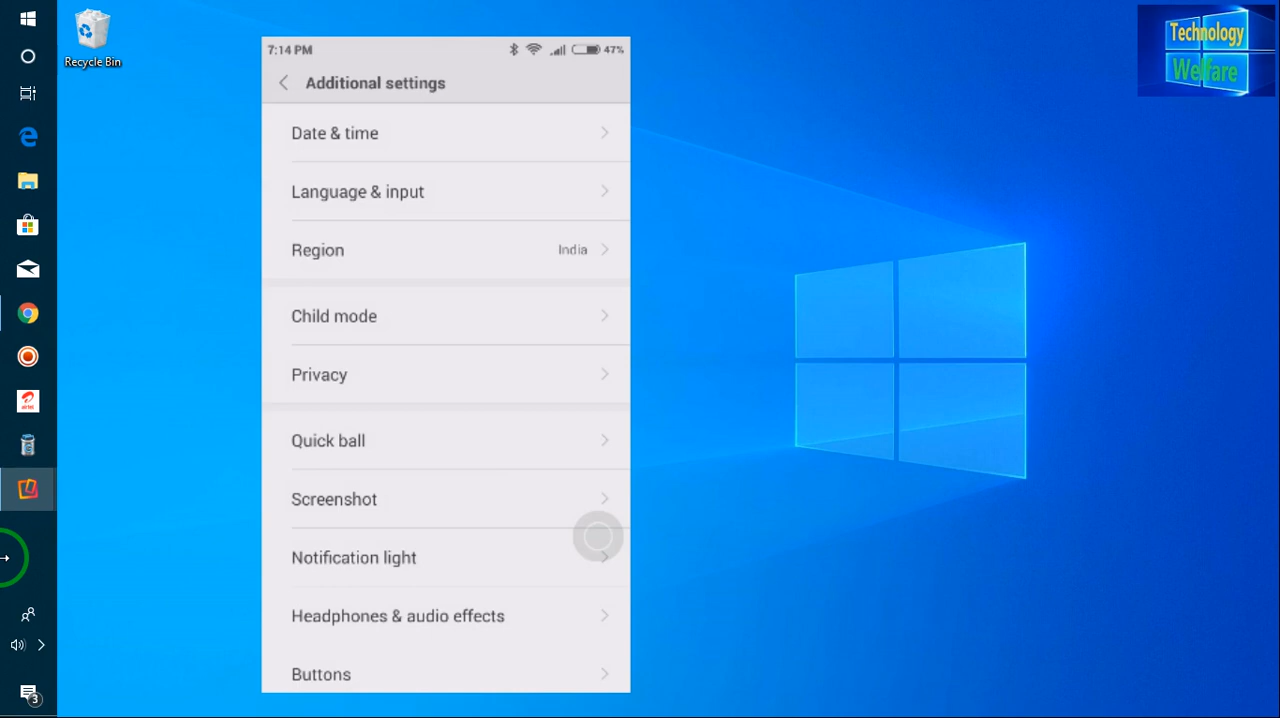 Recycle Bin
7:14 PM
47%
Additional settings
Date & time
Language & input
Region
India
Child mode
Privacy
Quick ball
Screenshot
Notification light
Headphones & audio effects
Buttons
Technology
Welfare
airtel
3